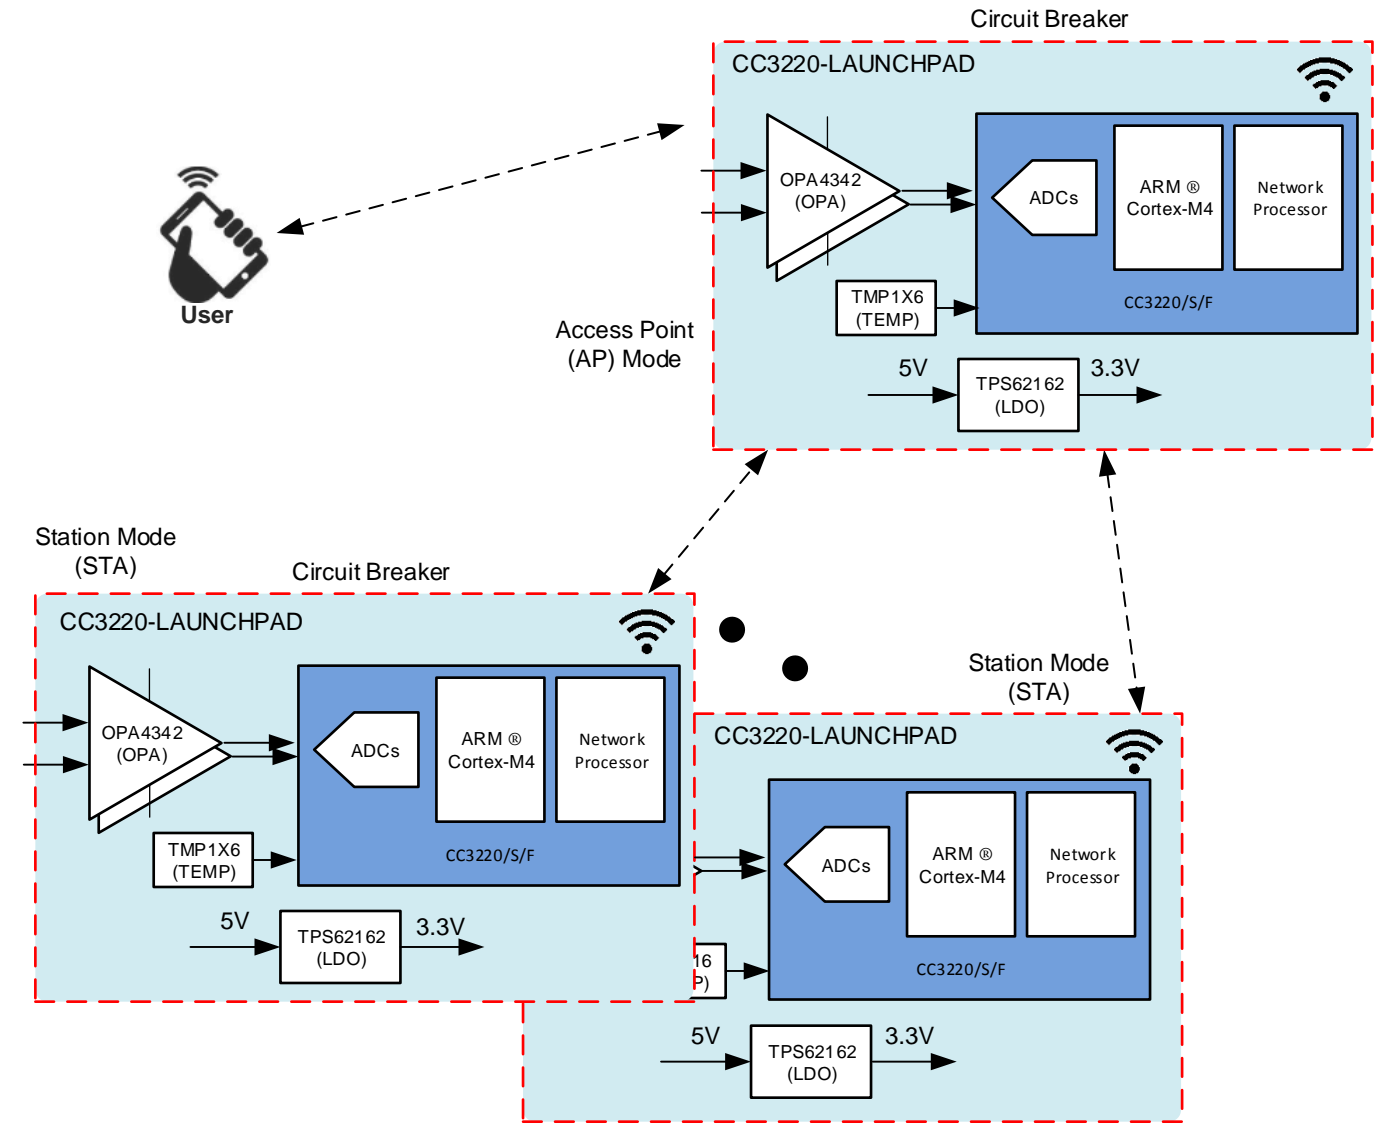 Circuit Breaker
CC3220-LAUNCHPAD
OPA4342
(OPA)
ADCs
ARM ®
Cortex-M4
Network
Processor
CC3220/S/F
TMP1X6
(TEMP)
5V
TPS62162
(LDO)
3.3V
User
Access Point
(AP) Mode
Station Mode
(STA)
Circuit Breaker
CC3220-LAUNCHPAD
OPA4342
(OPA)
ADCs
ARM ®
Cortex-M4
Network
Processor
CC3220/S/F
TMP1X6
(TEMP)
5V
TPS62162
(LDO)
3.3V
Station Mode
(STA)
CC3220-LAUNCHPAD
ADCs
ARM ®
Cortex-M4
Network
Processor
CC3220/S/F
16
P)
5V
TPS62162
(LDO)
3.3V